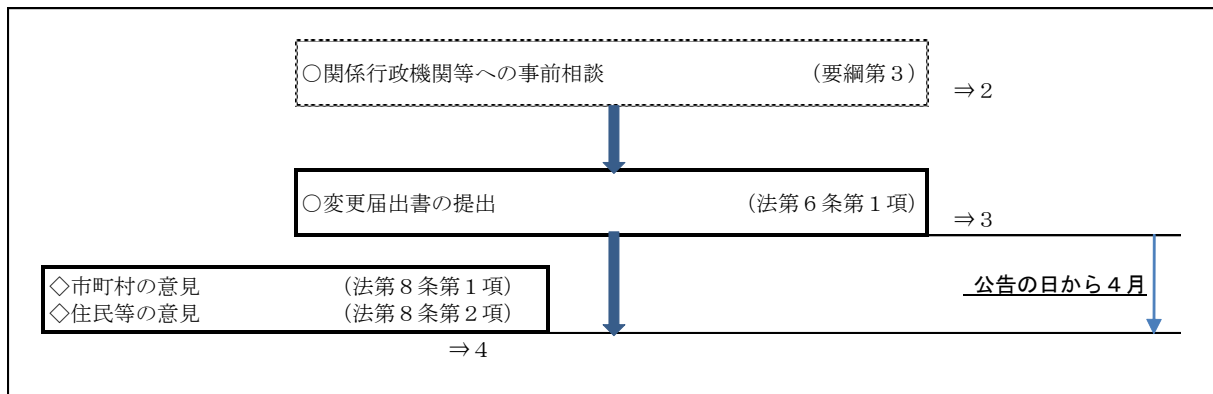 ○関係行政機関等への事前相談　（要綱第３）
⇒２
○変更届出書の提出　（法第６条第１項）
⇒３
◇市町村の意見　（法第８条第１項）
◇住民等の意見　（法第８条第２項）
公告の日から４月
⇒４